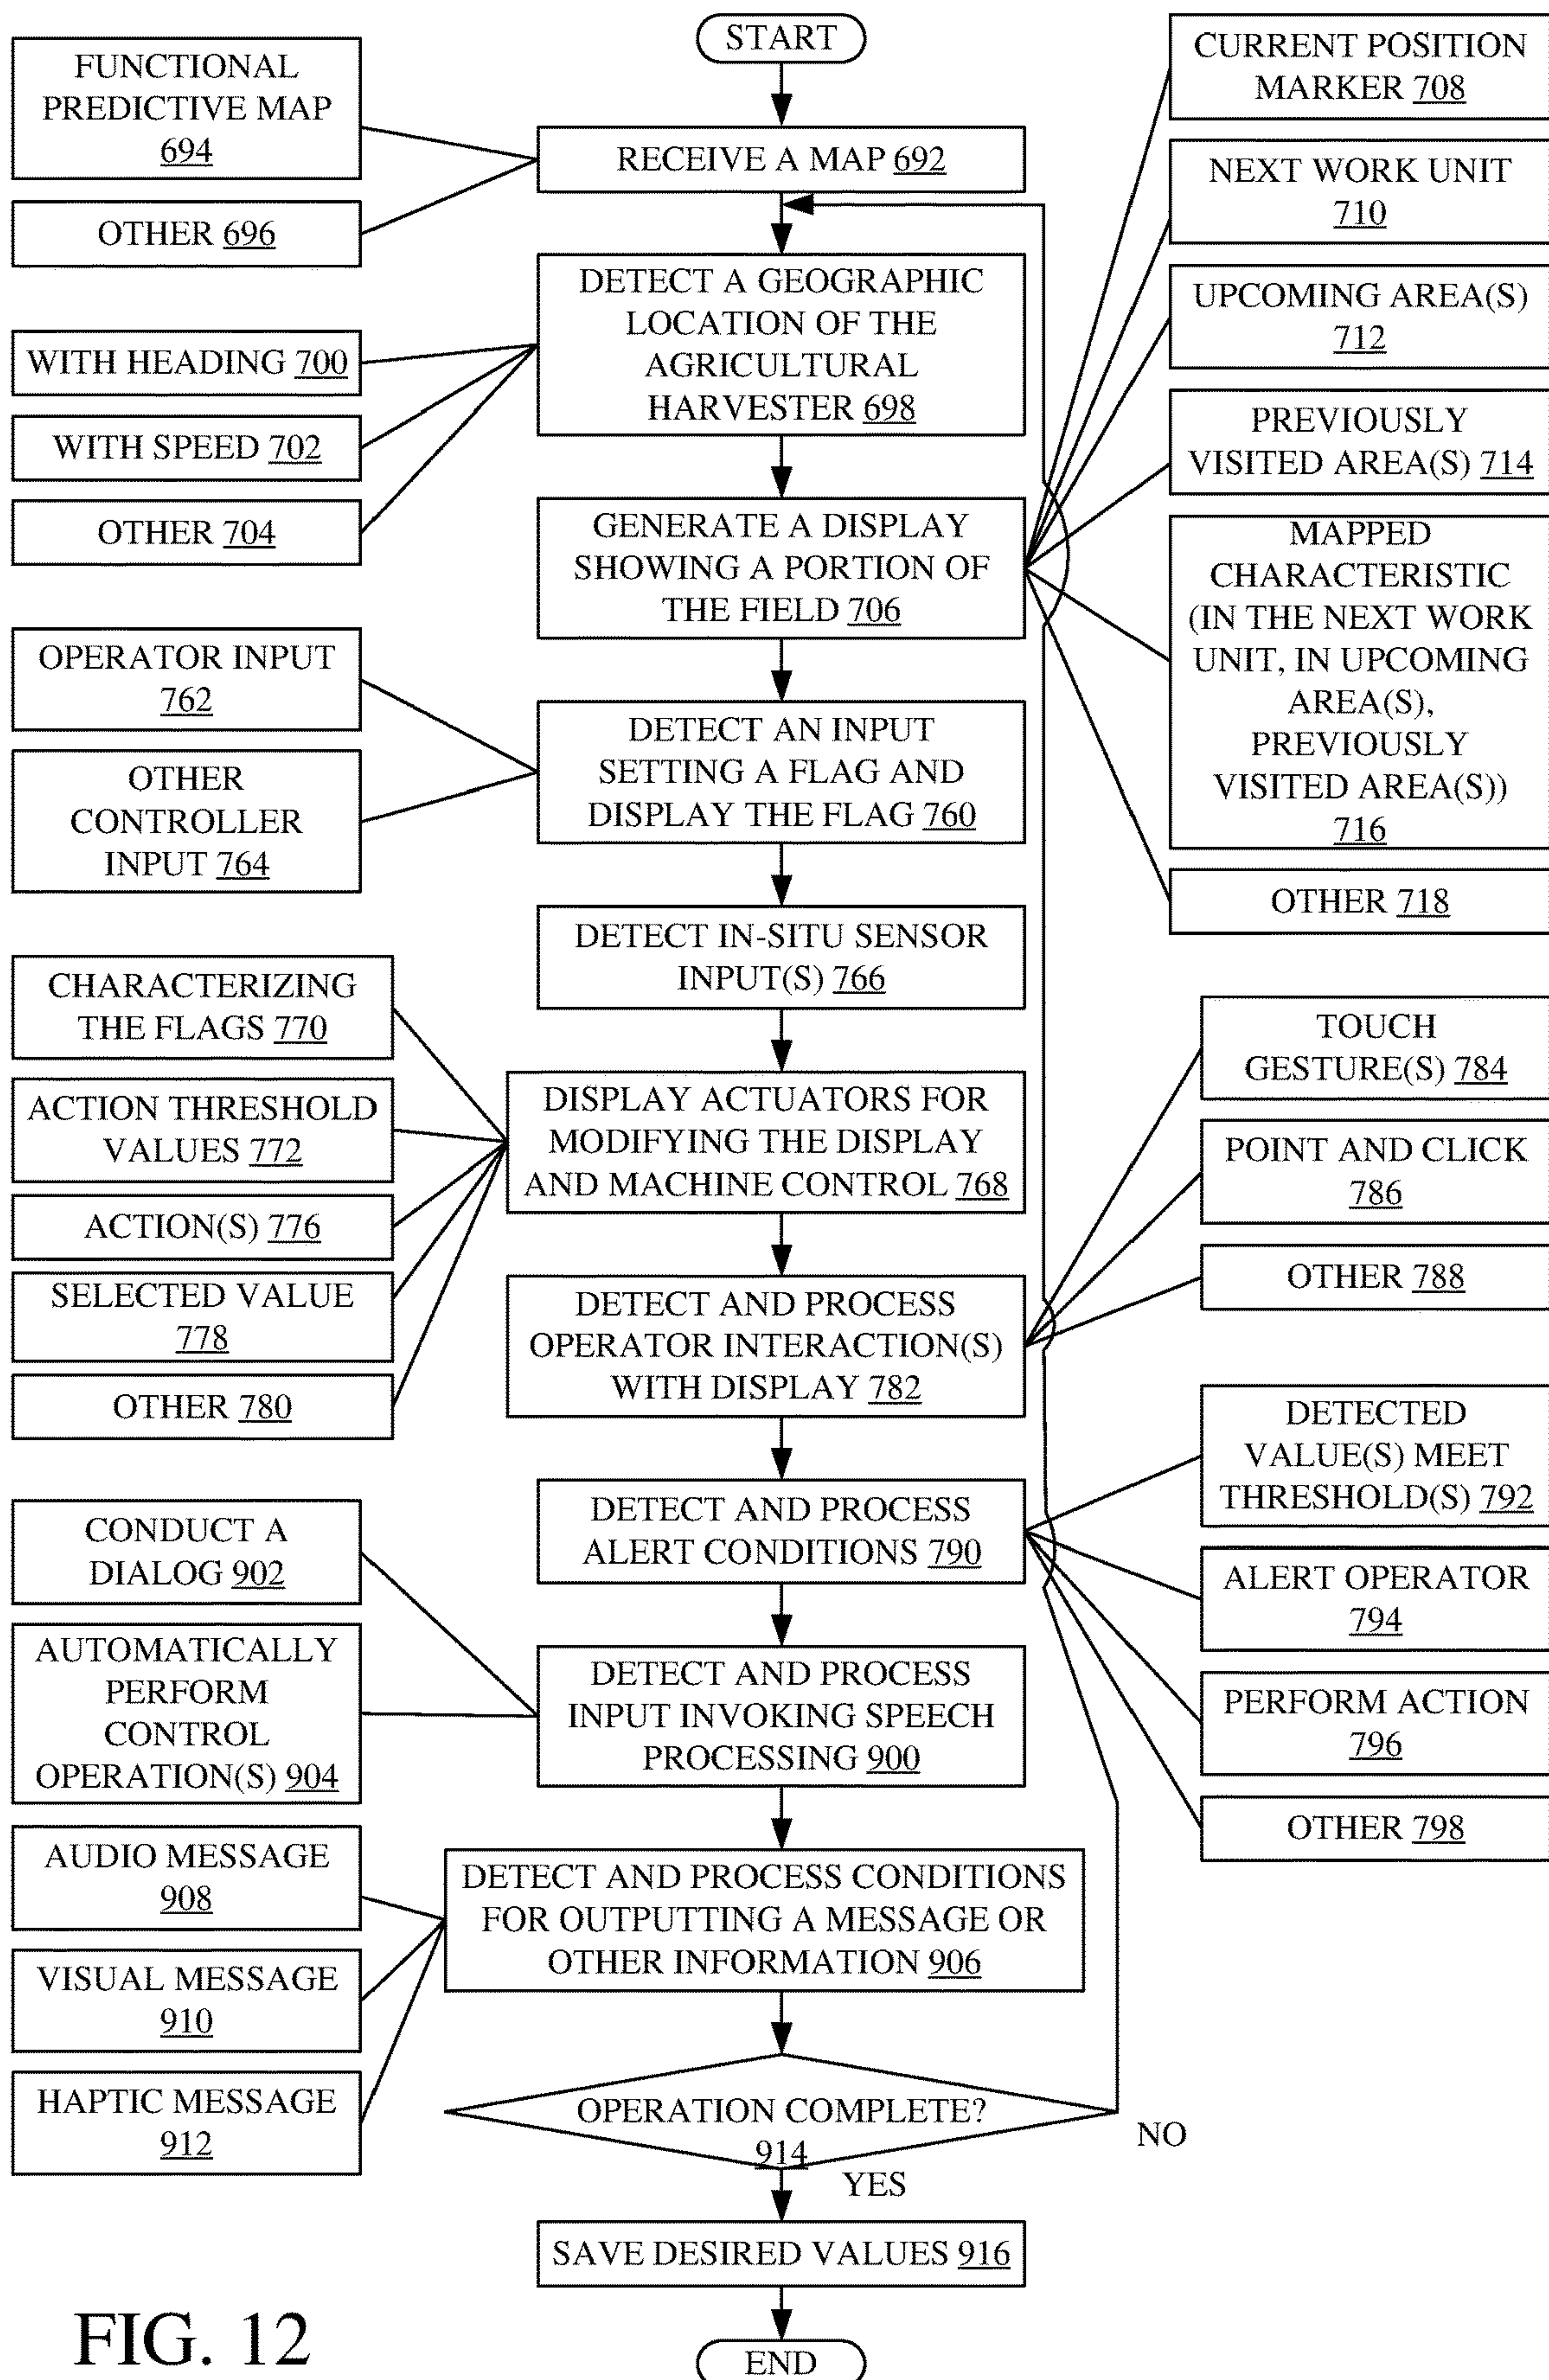 START
FUNCTIONAL
PREDICTIVE MAP
694
OTHER 696
RECEIVE A MAP 692
WITH HEADING 700
WITH SPEED 702
OTHER 704
DETECT A GEOGRAPHIC
LOCATION OF THE
AGRICULTURAL
HARVESTER 698
GENERATE A DISPLAY
SHOWING A PORTION OF
THE FIELD 706
CURRENT POSITION
MARKER 708
NEXT WORK UNIT
710
UPCOMING AREA(S)
712
PREVIOUSLY
VISITED AREA(S) 714
MAPPED
CHARACTERISTIC
(IN THE NEXT WORK
UNIT, IN UPCOMING
AREA(S),
PREVIOUSLY
VISITED AREA(S))
716
OTHER 718
OPERATOR INPUT
762
OTHER
CONTROLLER
INPUT 764
DETECT AN INPUT
SETTING A FLAG AND
DISPLAY THE FLAG 760
DETECT IN-SITU SENSOR
INPUT(S) 766
CHARACTERIZING
THE FLAGS 770
ACTION THRESHOLD
VALUES 772
ACTION(S) 776
SELECTED VALUE
778
OTHER 780
DISPLAY ACTUATORS FOR
MODIFYING THE DISPLAY
AND MACHINE CONTROL 768
DETECT AND PROCESS
OPERATOR INTERACTION(S)
WITH DISPLAY 782
TOUCH
GESTURE(S) 784
POINT AND CLICK
786
OTHER 788
DETECT AND PROCESS
ALERT CONDITIONS 790
DETECTED
VALUE(S) MEET
THRESHOLD(S) 792
ALERT OPERATOR
794
PERFORM ACTION
796
OTHER 798
CONDUCT A
DIALOG 902
AUTOMATICALLY
PERFORM
CONTROL
OPERATION(S) 904
DETECT AND PROCESS
INPUT INVOKING SPEECH
PROCESSING 900
AUDIO MESSAGE
908
VISUAL MESSAGE
910
HAPTIC MESSAGE
912
DETECT AND PROCESS CONDITIONS
FOR OUTPUTTING A MESSAGE OR
OTHER INFORMATION 906
OPERATION COMPLETE?
914
NO
YES
SAVE DESIRED VALUES 916
END
FIG. 12